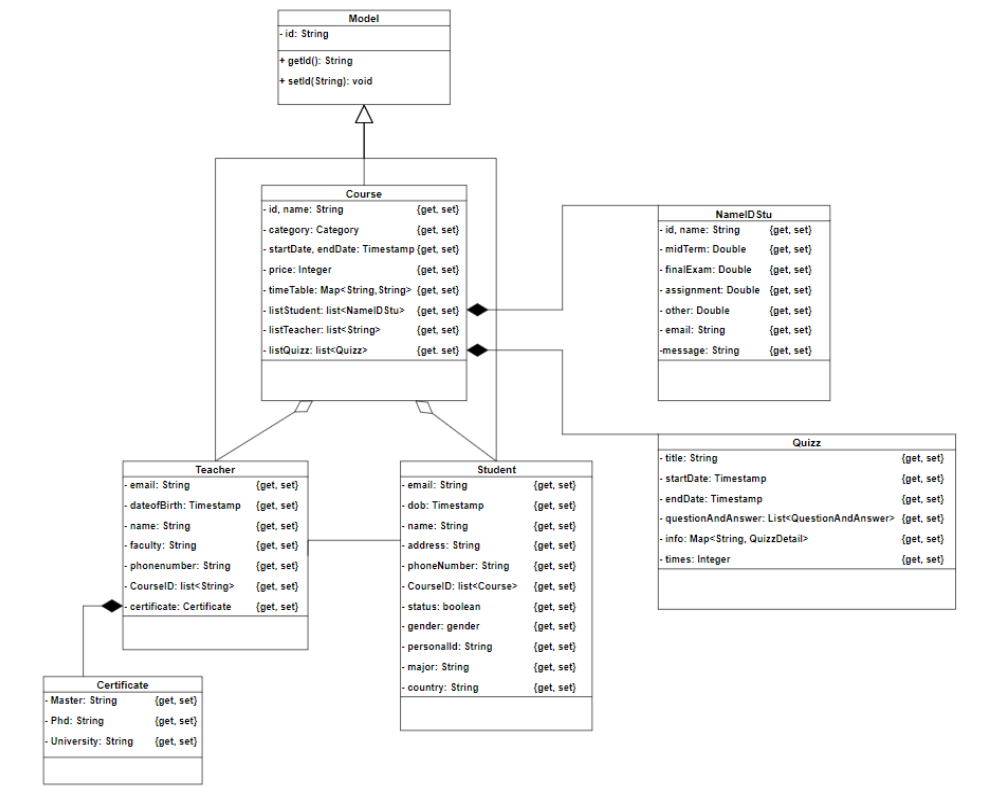 Model
- id: String
+ getId(): String
+ setId(String): void
Course
- id, name: String {get, set}
- category: Category {get, set}
- startDate, endDate: Timestamp {get, set}
- price: Integer {get, set}
- timeTable: Map<String,String> {get, set}
- listStudent: list<NameIDStu> {get, set}
- listTeacher: list<String> {get, set}
- listQuizz: list<Quizz> {get. set}
NameIDStu
- id, name: String {get, set}
- midTerm: Double {get, set}
- finalExam: Double {get, set}
- assignment: Double {get, set}
- other: Double {get, set}
- email: String {get, set}
-message: String {get, set}
Quizz
- title: String {get, set}
- startDate: Timestamp {get, set}
- endDate: Timestamp {get, set}
- questionAndAnswer: List<QuestionAndAnswer> {get, set}
- info: Map<String, QuizzDetail> {get, set}
- times: Integer {get, set}
Teacher
- email: String {get, set}
- dateofBirth: Timestamp {get, set}
- name: String {get, set}
- faculty: String {get, set}
- phonenumber: String {get, set}
- CourseID: list<String> {get, set}
- certificate: Certificate {get, set}
Student
- email: String {get, set}
- dob: Timestamp {get, set}
- name: String {get, set}
- address: String {get, set}
- phoneNumber: String {get, set}
- CourseID: list<Course> {get, set}
- status: boolean {get, set}
- gender: gender {get, set}
- personalId: String {get, set}
- major: String {get, set}
- country: String {get, set}
Certificate
- Master: String {get, set}
- Phd: String {get, set}
- University: String {get, set}